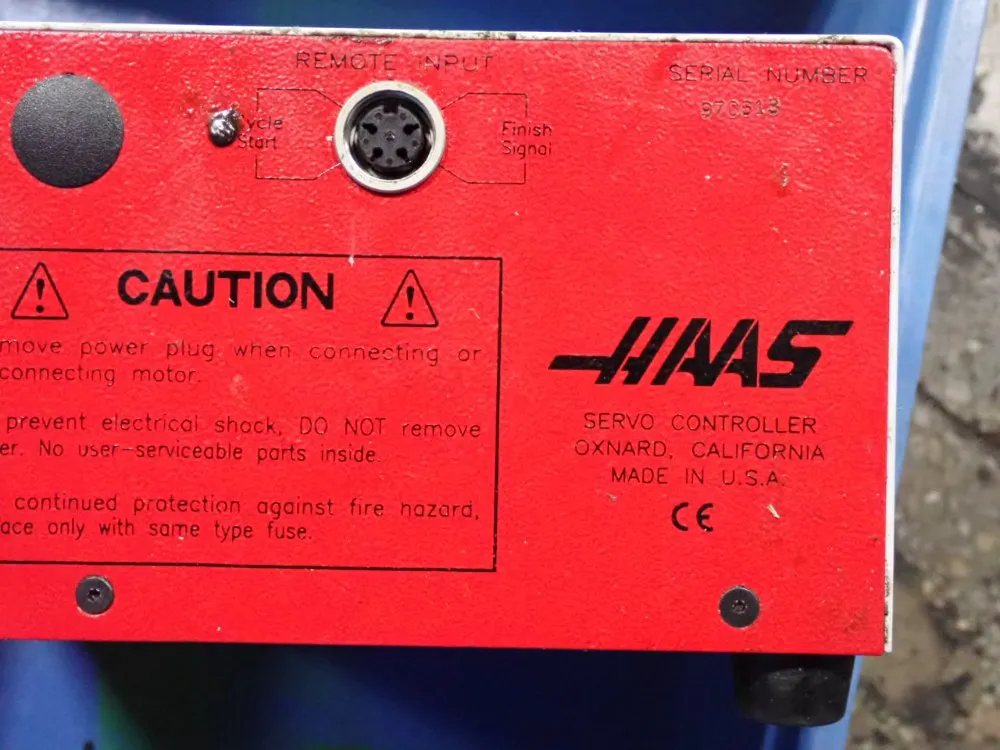 REMOTE INPUT
SERIAL NUMBER
Cycle
Start
Finish
Signal
CAUTION
move power plug when connecting or
connecting motor.
prevent electrical shock, DO NOT remove
er. No user-serviceable parts inside.
continued protection against fire hazard,
ace only with same type fuse.
HAAS
SERVO CONTROLLER
OXNARD, CALIFORNIA
MADE IN U.S.A.
CE